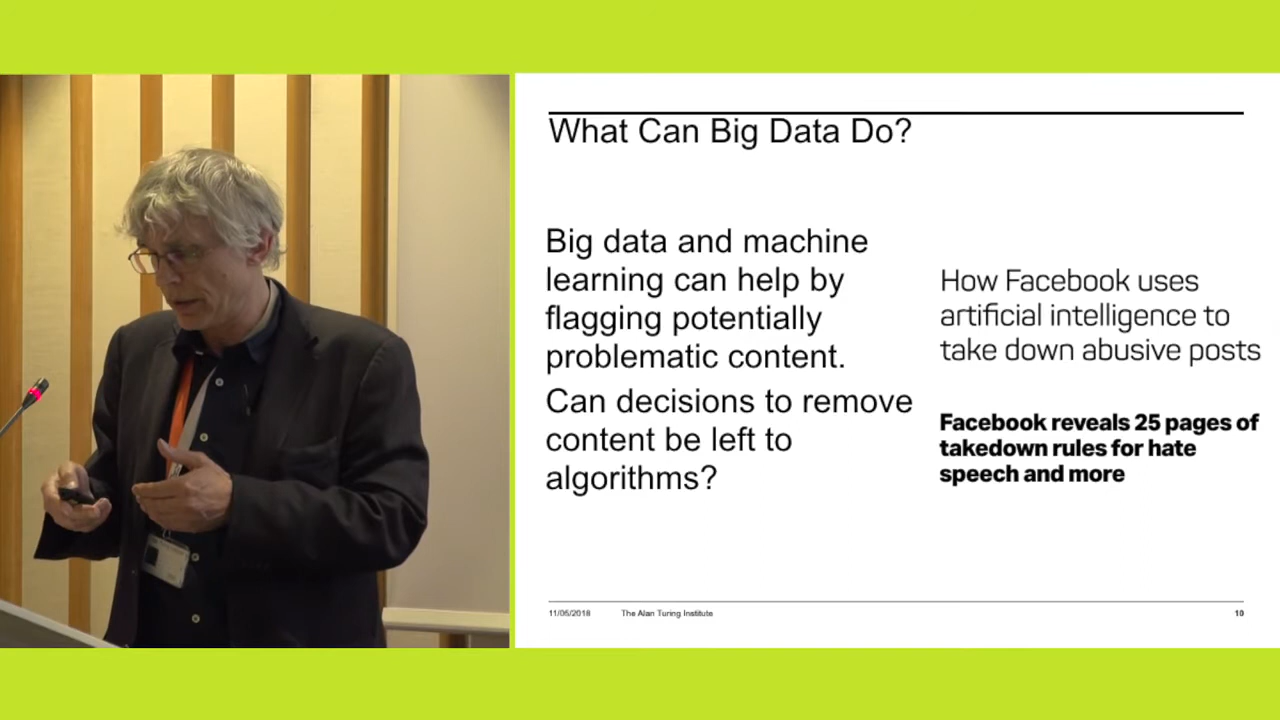 What Can Big Data Do?
Big data and machine
learning can help by
flagging potentially
problematic content.
Can decisions to remove
content be left to
algorithms?
How Facebook uses
artificial intelligence to
take down abusive posts
Facebook reveals 25 pages of
takedown rules for hate
speech and more
11/05/2018 The Alan Turing Institute 10